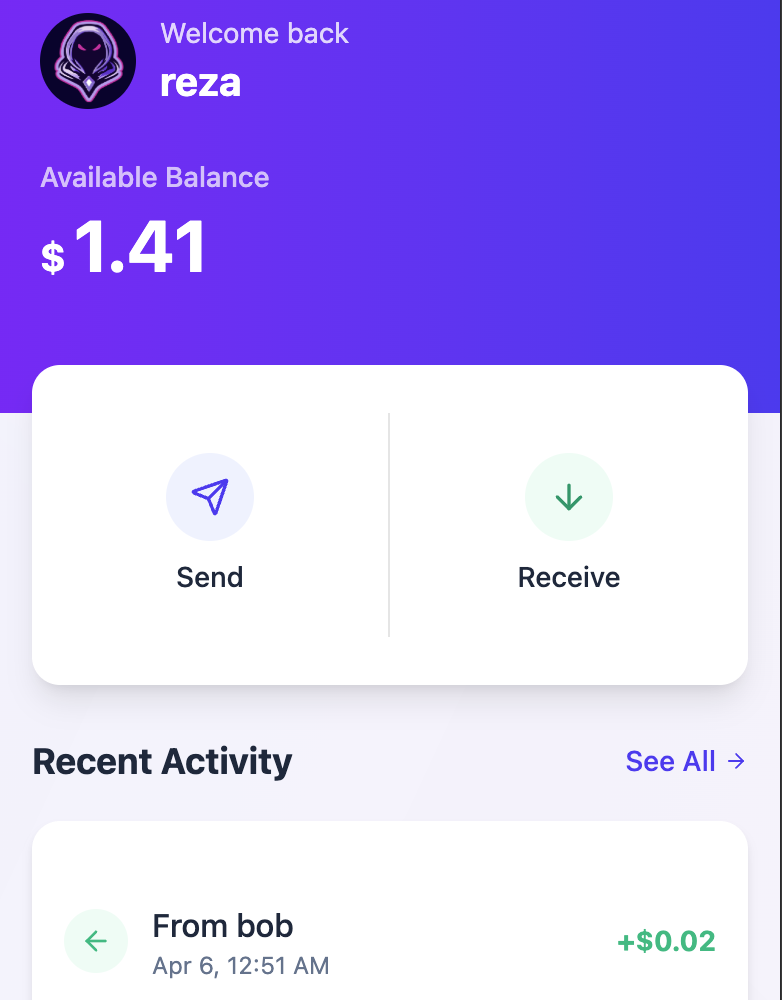 Welcome back
reza
Available Balance
$ 1.41
Send
Receive
Recent Activity
See All →
From bob
+$0.02
Apr 6, 12:51 AM